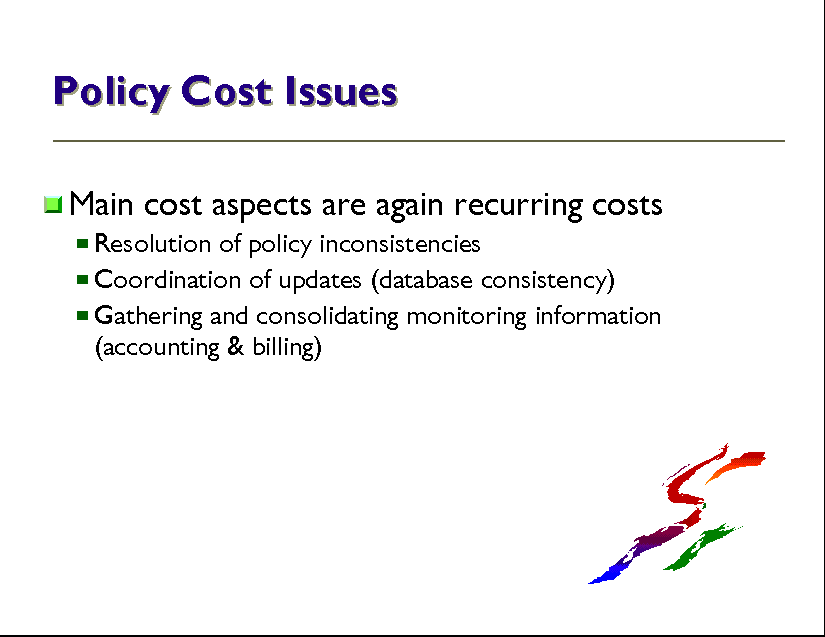 Policy Cost Issues
Main cost aspects are again recurring costs
Resolution of policy inconsistencies
Coordination of updates (database consistency)
Gathering and consolidating monitoring information
(accounting & billing)